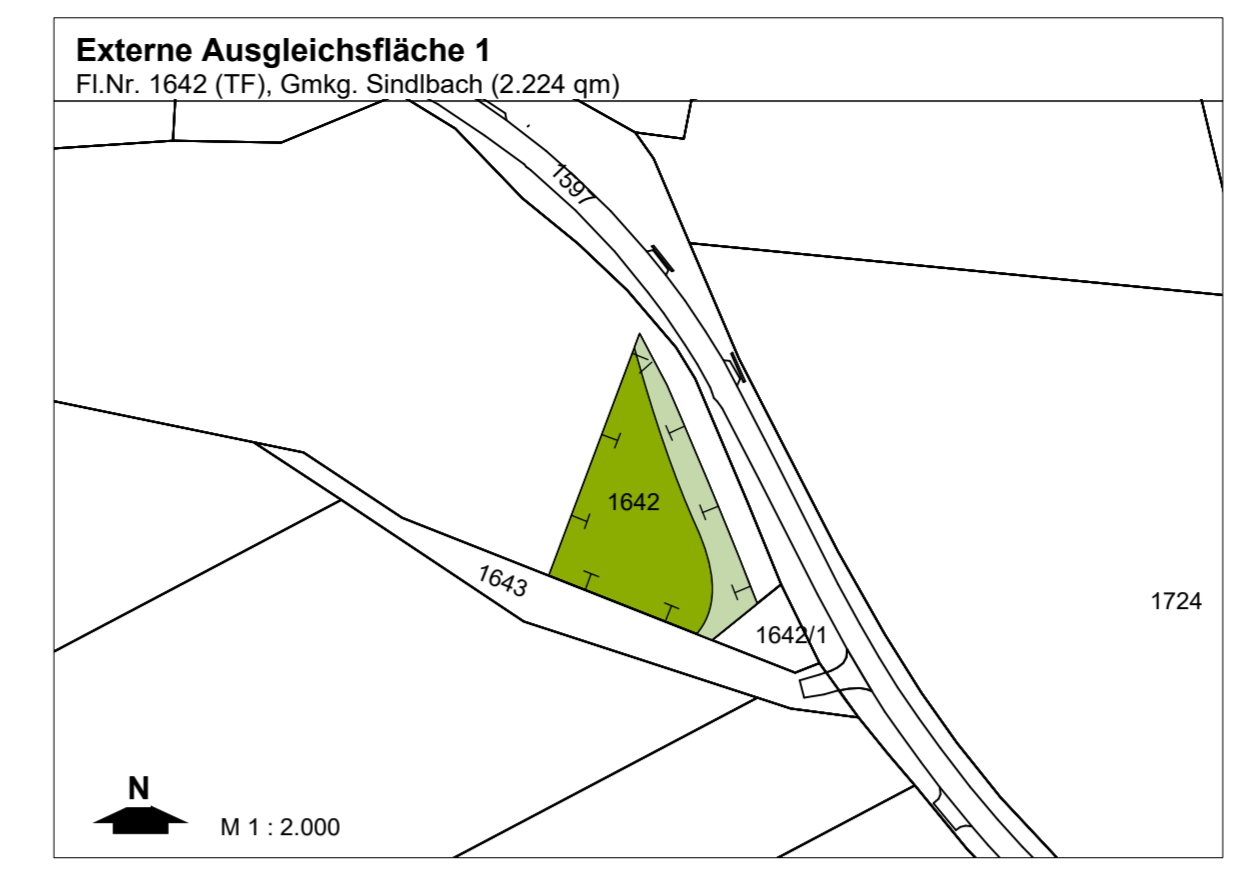 Externe Ausgleichsfläche 1
Fl.Nr. 1642 (TF), Gmkg. Sindlbach (2.224 qm)
1597
1642
1643
1724
1642/1
N
M 1 : 2.000